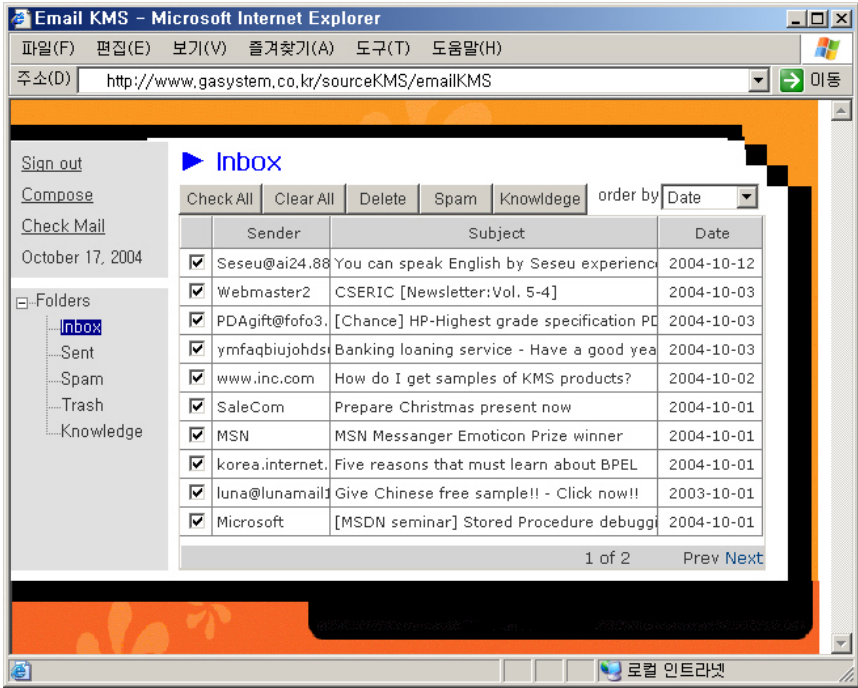 Email KMS - Microsoft Internet Explorer
파일(F) 편집(E) 보기(V) 즐겨찾기(A) 도구(T) 도움말(H)
주소(D) http://www.gasystem.co.kr/sourceKMS/emailKMS 이동
Sign out
Compose
Check Mail
October 17, 2004
Folders
Inbox
Sent
Spam
Trash
Knowledge
Inbox
Check All Clear All Delete Spam Knowldege order by Date
Sender Subject Date
Seseu@ai24.88 You can speak English by Seseu experienc 2004-10-12
Webmaster2 CSERIC [Newsletter:Vol. 5-4] 2004-10-03
PDAgift@fofo3. [Chance] HP-Highest grade specification PD 2004-10-03
ymfaqbiujohds Banking loaning service - Have a good yea 2004-10-03
www.inc.com How do I get samples of KMS products? 2004-10-02
SaleCom Prepare Christmas present now 2004-10-01
MSN MSN Messanger Emoticon Prize winner 2004-10-01
korea.internet. Five reasons that must learn about BPEL 2004-10-01
luna@lunamail1 Give Chinese free sample!! - Click now!! 2003-10-01
Microsoft [MSDN seminar] Stored Procedure debuggi 2004-10-01
1 of 2 Prev Next
로컬 인트라넷